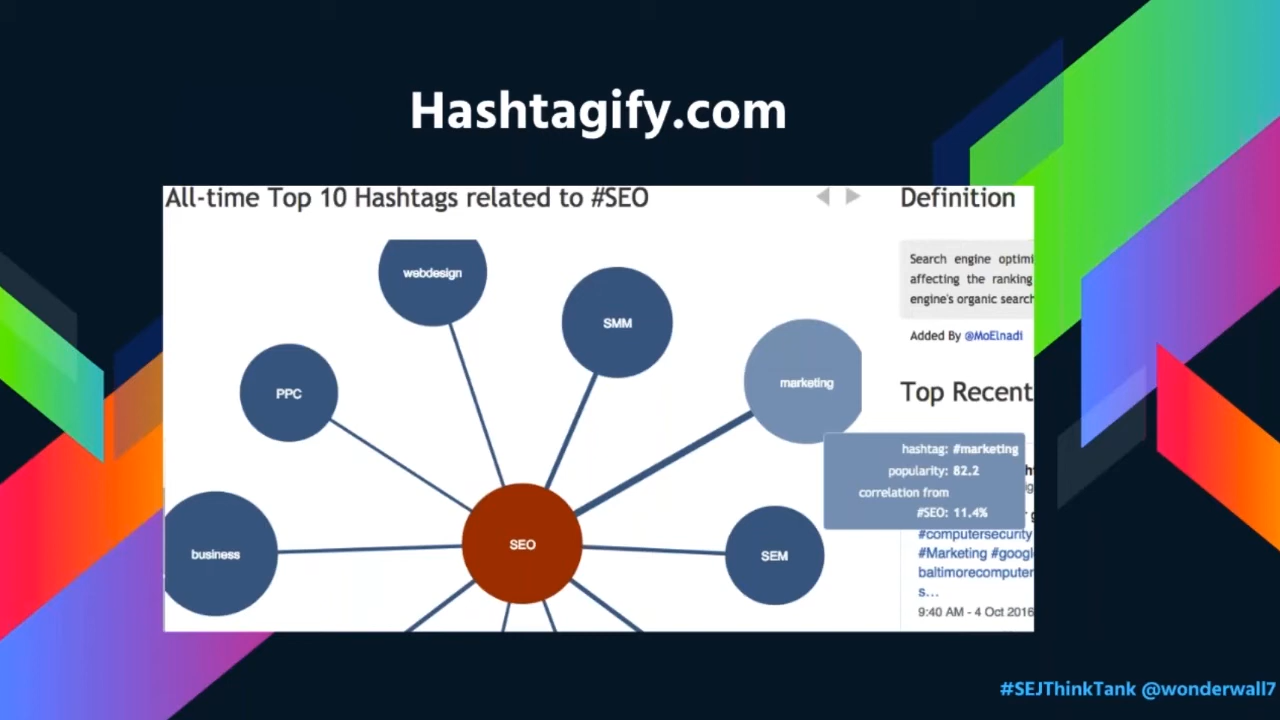 Hashtagify.com
All-time Top 10 Hashtags related to #SEO
Definition
webdesign
SMM
PPC
marketing
business
SEO
SEM
Search engine optimi
affecting the ranking
engine's organic search
Added By @MoElnadi
Top Recent
hashtag: #marketing
popularity: 82.2
correlation from
#SEO: 11.4%
#computersecurity
#Marketing #google
baltimorecomputer
s...
9:40 AM - 4 Oct 2016
#SEJThinkTank @wonderwall7